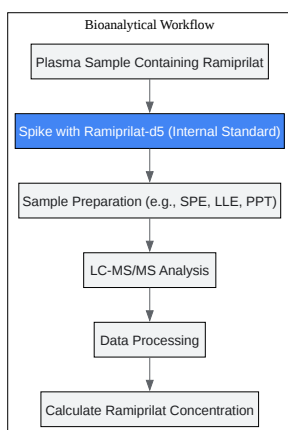 Bioanalytical Workflow
Plasma Sample Containing Ramiprilat
Spike with Ramiprilat-d5 (Internal Standard)
Sample Preparation (e.g., SPE, LLE, PPT)
LC-MS/MS Analysis
Data Processing
Calculate Ramiprilat Concentration